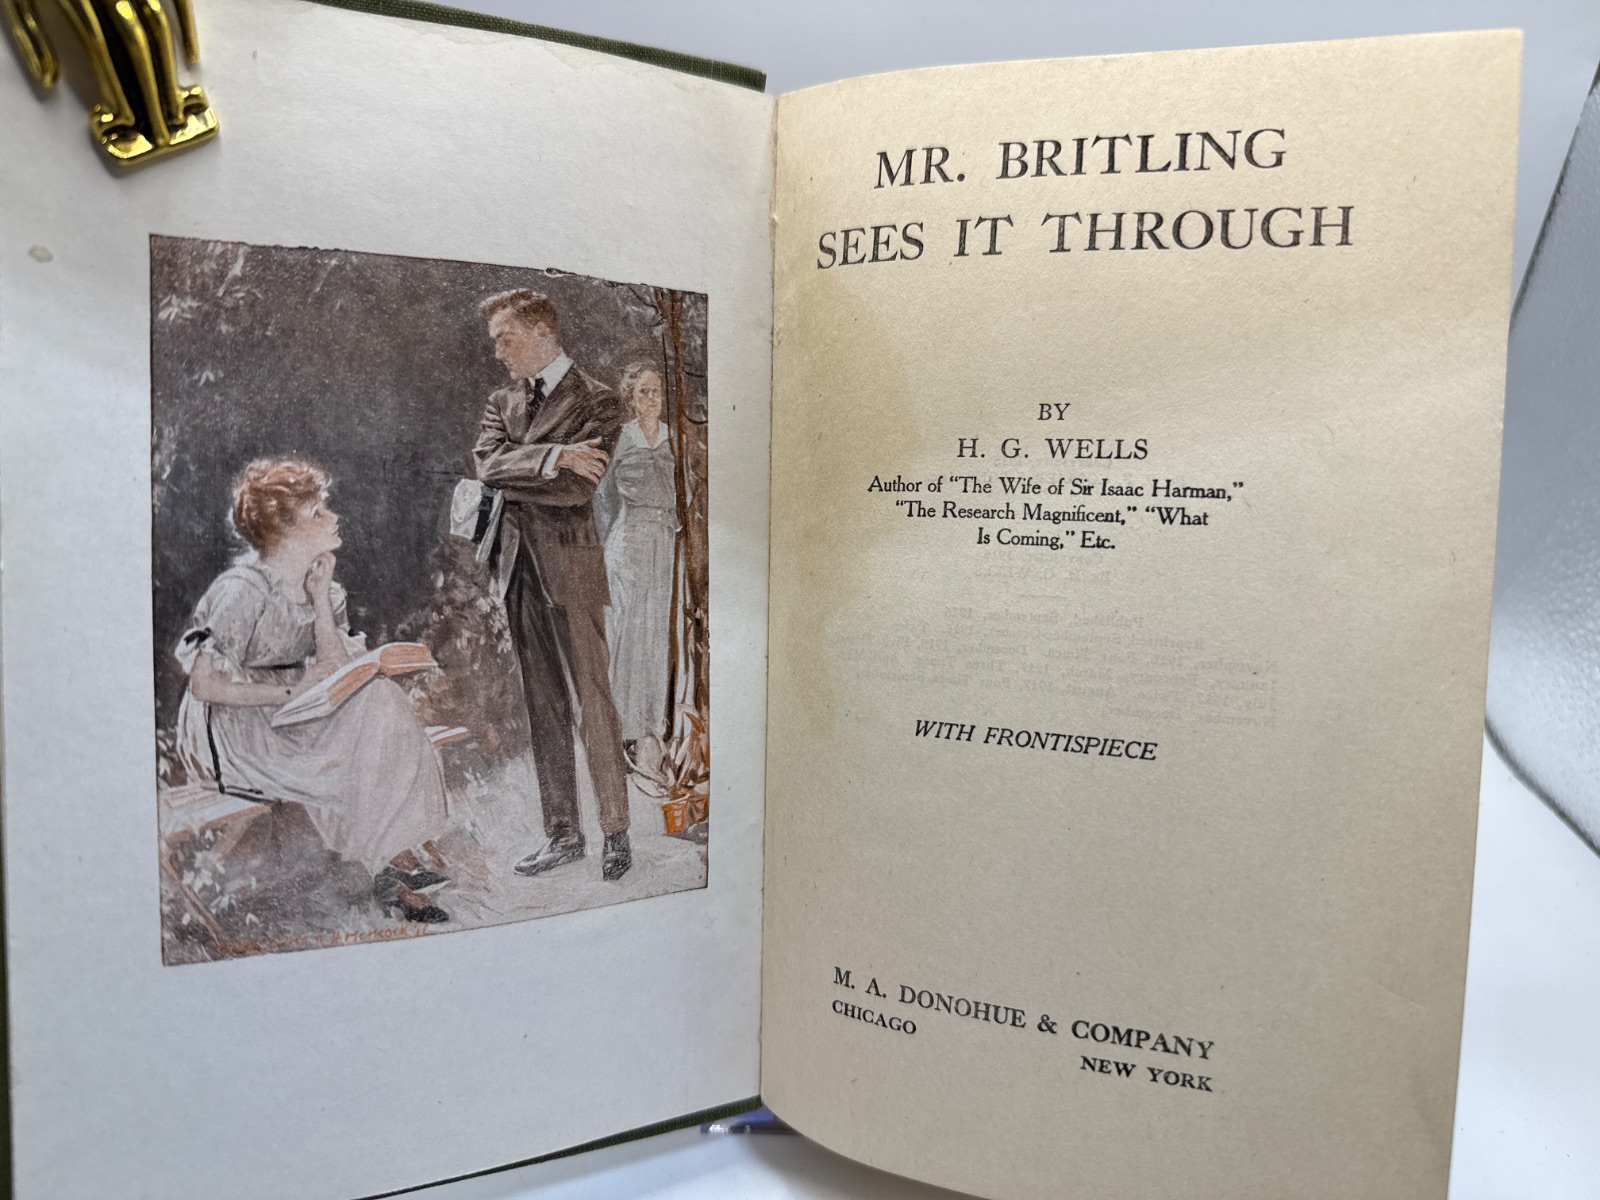 MR. BRITLING
SEES IT THROUGH
BY
H. G. WELLS
Author of “The Wife of Sir Isaac Harman,”
“The Research Magnificent,” “What
Is Coming,” Etc.
WITH FRONTISPIECE
M. A. DONOHUE & COMPANY
CHICAGO
NEW YORK